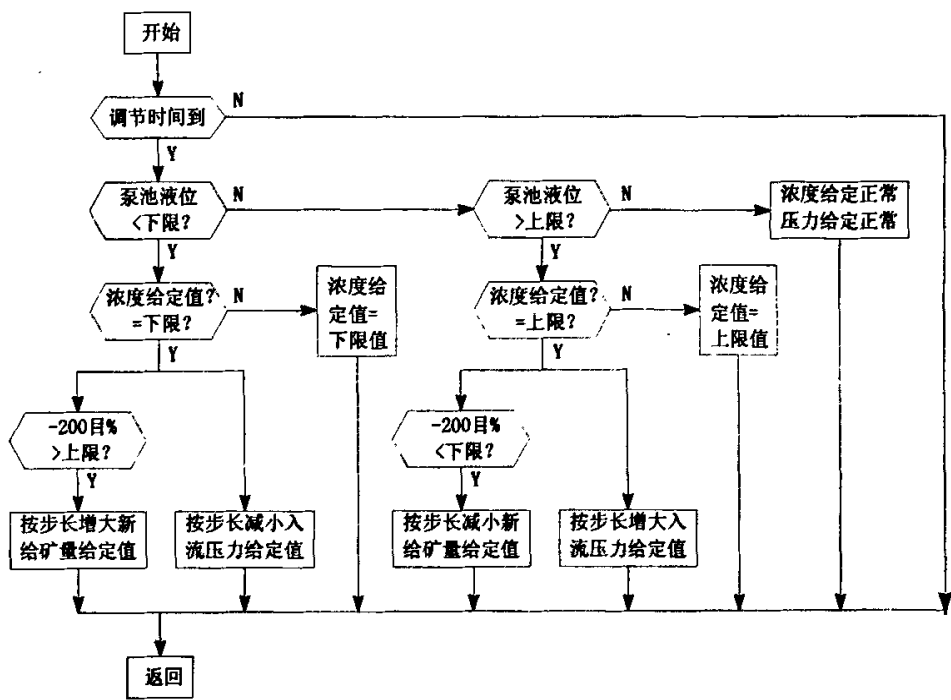 开始
调节时间到
N
Y
泵池液位
<下限?
N
Y
泵池液位
>上限?
N
Y
浓度给定正常
压力给定正常
浓度给定值?
=下限?
N
Y
浓度给
定值=
下限值
浓度给定值?
=上限?
N
Y
浓度给
定值=
上限值
-200目%
>上限?
Y
-200目%
<下限?
Y
按步长增大新
给矿量给定值
按步长减小入
流压力给定值
按步长减小新
给矿量给定值
按步长增大入
流压力给定值
返回